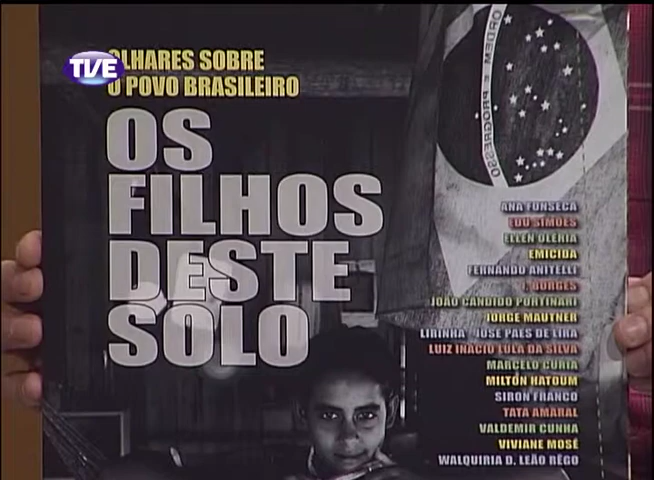 TVE
OLHARES SOBRE
O POVO BRASILEIRO
OS
FILHOS
DESTE
SOLO
ORDEM E PROGRESSO
ANA FONSECA
EDU SIMÕES
ELLEN OLÉRIA
EMICIDA
FERNANDO ANITELLI
J. BORGES
JOÃO CANDIDO PORTINARI
JORGE MAUTNER
LIRINHA - JOSÉ PAES DE LIRA
LUIZ INÁCIO LULA DA SILVA
MARCELO CURIA
MILTON HATOUM
SIRON FRANCO
TATA AMARAL
VALDEMIR CUNHA
VIVIANE MOSÉ
WALQUIRIA D. LEÃO RÊGO